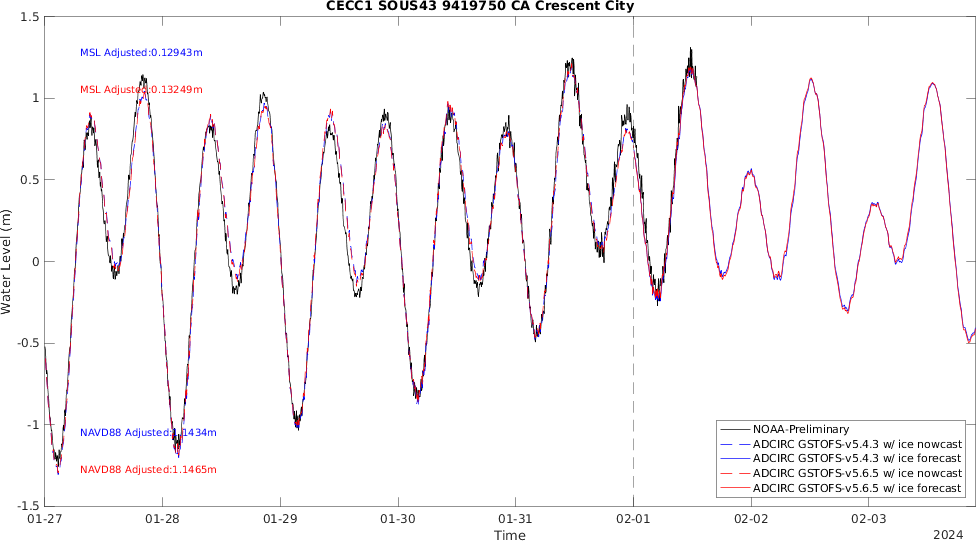 CECC1 SOUS43 9419750 CA Crescent City
1.5
1
0.5
0
-0.5
-1
-1.5
Water Level (m)
MSL Adjusted:0.12943m
MSL Adjusted:0.13249m
NAVD88 Adjusted:1.1434m
NAVD88 Adjusted:1.1465m
NOAA-Preliminary
ADCIRC GSTOFS-v5.4.3 w/ ice nowcast
ADCIRC GSTOFS-v5.4.3 w/ ice forecast
ADCIRC GSTOFS-v5.6.5 w/ ice nowcast
ADCIRC GSTOFS-v5.6.5 w/ ice forecast
01-27 01-28 01-29 01-30 01-31 02-01 02-02 02-03
Time
2024